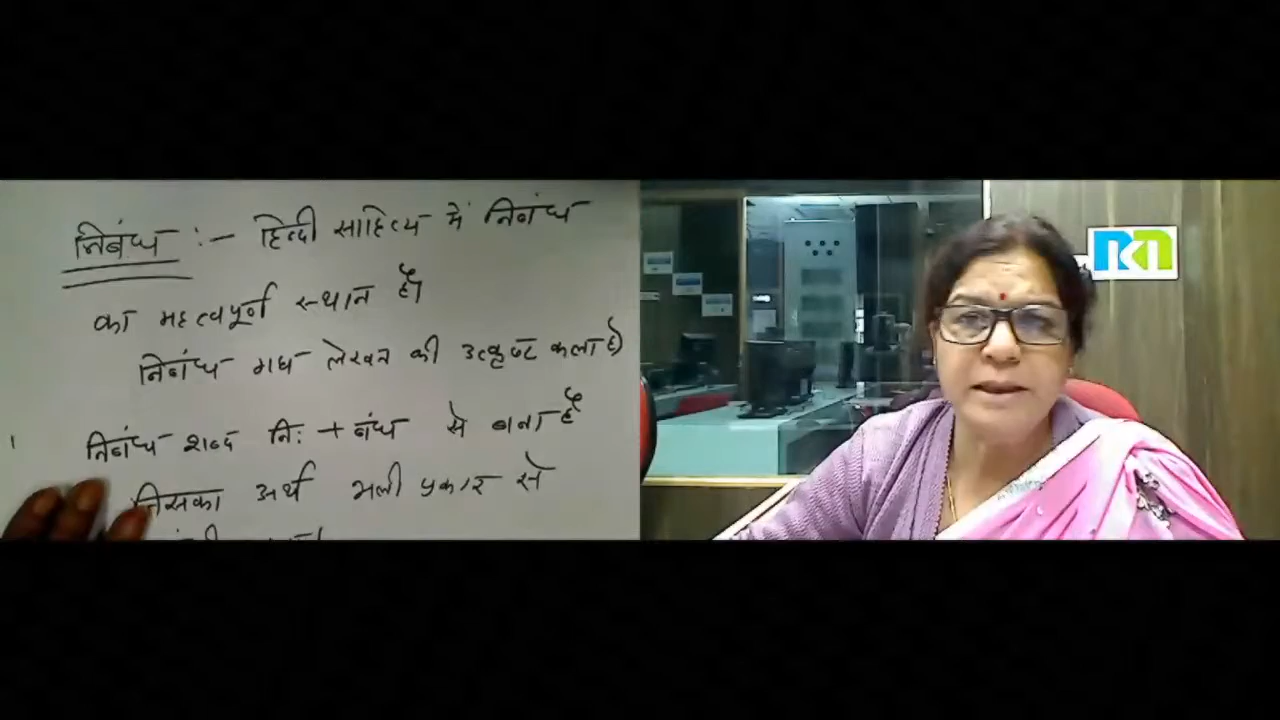 निबंध :- हिन्दी साहित्य में निबंध
का महत्वपूर्ण स्थान है।
निबंध गद्य लेखन की उत्कृष्ट कला है
निबंध शब्द नि: + बंध से बना है
जिसका अर्थ भली प्रकार से